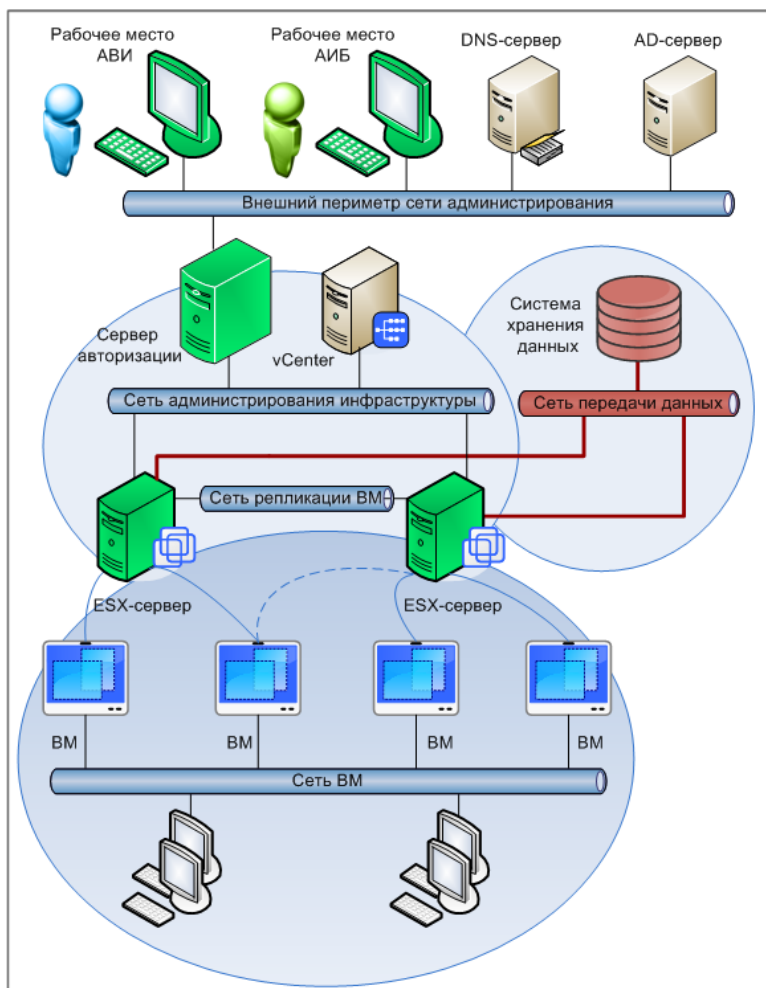 Рабочее место
АВИ
Рабочее место
АИБ
DNS-сервер
AD-сервер
Внешний периметр сети администрирования
Сервер
авторизации
vCenter
Система
хранения
данных
Сеть администрирования инфраструктуры
Сеть передачи данных
Сеть репликации ВМ
ESX-сервер
ESX-сервер
ВМ
ВМ
ВМ
ВМ
Сеть ВМ